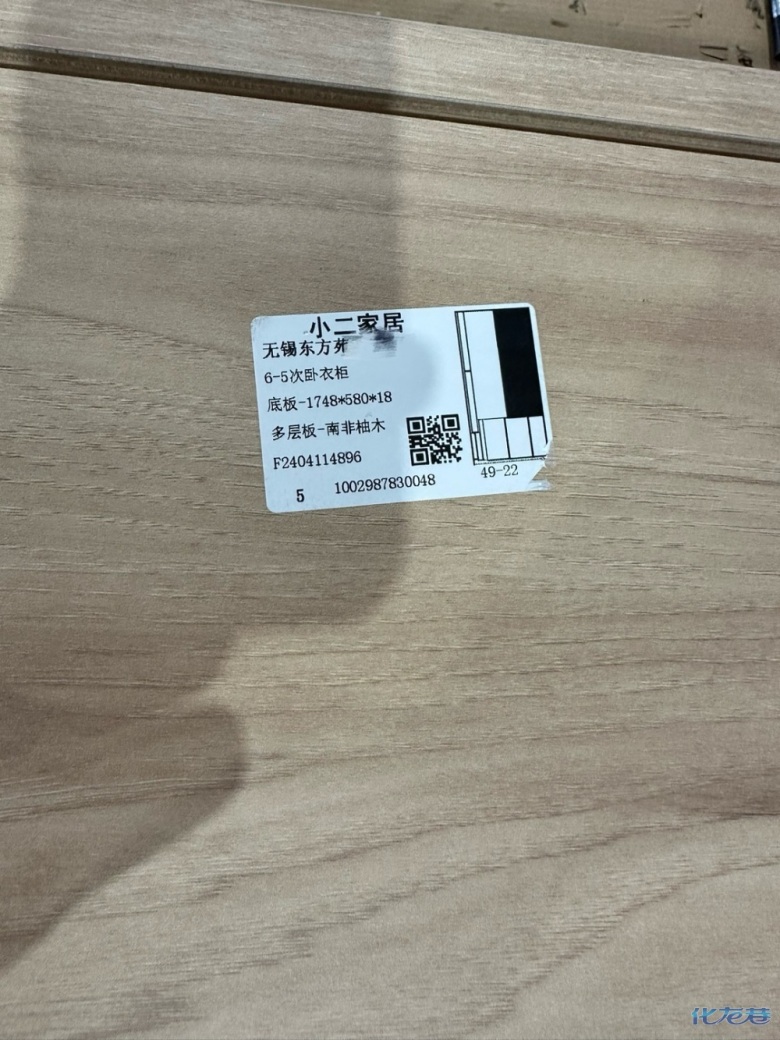 小二家居
无锡东方苑
6-5次卧衣柜
底板-1748*580*18
多层板-南非柚木
F2404114896
5 1002987830048
49-22
化龙巷